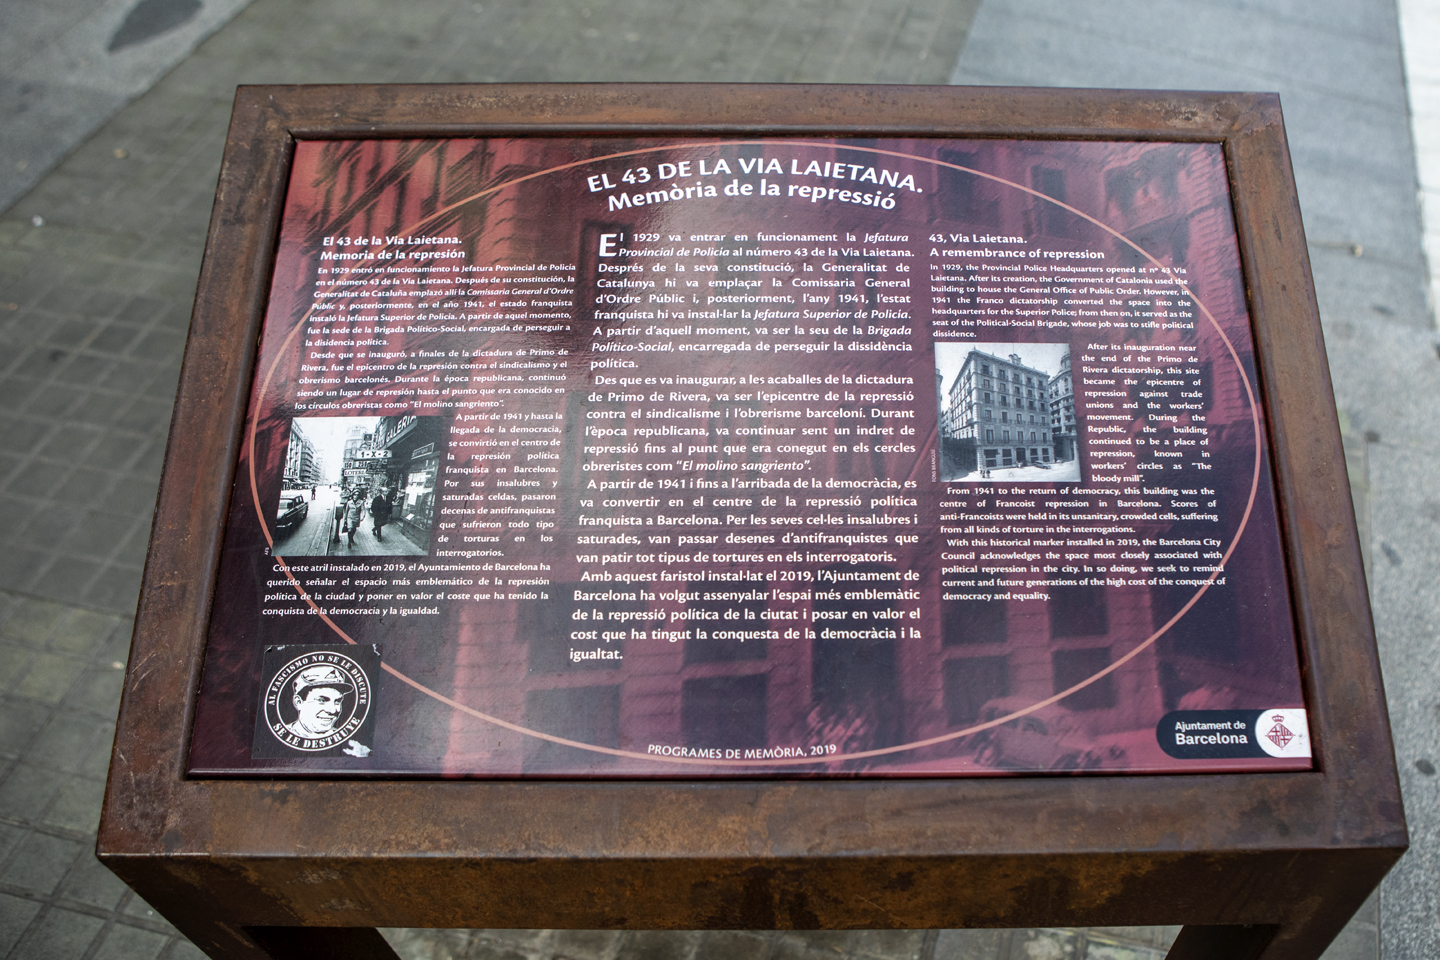 EL 43 DE LA VIA LAIETANA.
Memòria de la repressió
El 43 de la Via Laietana.
Memoria de la represión
En 1929 entró en funcionamiento la Jefatura Provincial de Policía
en el número 43 de la Via Laietana. Después de su constitución, la
Generalitat de Cataluña emplazó allí la Comissaria General d'Ordre
Públic y, posteriormente, en el año 1941, el estado franquista
instaló la Jefatura Superior de Policía. A partir de aquel momento,
fue la sede de la Brigada Político-Social, encargada de perseguir a
la disidencia política.
Desde que se inauguró, a finales de la dictadura de Primo de
Rivera, fue el epicentro de la represión contra el sindicalismo y el
obrerismo barcelonés. Durante la época republicana, continuó
siendo un lugar de represión hasta el punto que era conocido en
los círculos obreristas como "El molino sangriento".
A partir de 1941 y hasta la
llegada de la democracia,
se convirtió en el centro de
la represión política
franquista en Barcelona.
Por sus insalubres y
saturadas celdas, pasaron
decenas de antifranquistas
que sufrieron todo tipo
de torturas en los
interrogatorios.
Con este atril instalado en 2019, el Ayuntamiento de Barcelona ha
querido señalar el espacio más emblemático de la represión
política de la ciudad y poner en valor el coste que ha tenido la
conquista de la democracia y la igualdad.
GALERIA
1-X-2
AL FASCISMO NO SE LE DISCUTE
SE LE DESTRUYE
El 1929 va entrar en funcionament la Jefatura
Provincial de Policia al número 43 de la Via Laietana.
Després de la seva constitució, la Generalitat de
Catalunya hi va emplaçar la Comissaria General
d'Ordre Públic i, posteriorment, l'any 1941, l'estat
franquista hi va instal·lar la Jefatura Superior de Policia.
A partir d'aquell moment, va ser la seu de la Brigada
Político-Social, encarregada de perseguir la dissidència
política.
Des que es va inaugurar, a les acaballes de la dictadura
de Primo de Rivera, va ser l'epicentre de la repressió
contra el sindicalisme i l'obrerisme barceloní. Durant
l'època republicana, va continuar sent un indret de
repressió fins al punt que era conegut en els cercles
obreristes com "El molino sangriento".
A partir de 1941 i fins a l'arribada de la democràcia, es
va convertir en el centre de la repressió política
franquista a Barcelona. Per les seves cel·les insalubres i
saturades, van passar desenes d'antifranquistes que
van patir tot tipus de tortures en els interrogatoris.
Amb aquest faristol instal·lat el 2019, l'Ajuntament de
Barcelona ha volgut assenyalar l'espai més emblemàtic
de la repressió política de la ciutat i posar en valor el
cost que ha tingut la conquesta de la democràcia i la
igualtat.
43, Via Laietana.
A remembrance of repression
In 1929, the Provincial Police Headquarters opened at nº 43 Via
Laietana. After its creation, the Government of Catalonia used the
building to house the General Office of Public Order. However, in
1941 the Franco dictatorship converted the space into the
headquarters for the Superior Police; from then on, it served as the
seat of the Political-Social Brigade, whose job was to stifle political
dissidence.
After its inauguration near
the end of the Primo de
Rivera dictatorship, this site
became the epicentre of
repression against trade
unions and the workers'
movement. During the
Republic, the building
continued to be a place of
repression, known in
workers' circles as "The
bloody mill".
From 1941 to the return of democracy, this building was the
centre of Francoist repression in Barcelona. Scores of
anti-Francoists were held in its unsanitary, crowded cells, suffering
from all kinds of torture in the interrogations.
With this historical marker installed in 2019, the Barcelona City
Council acknowledges the space most closely associated with
political repression in the city. In so doing, we seek to remind
current and future generations of the high cost of the conquest of
democracy and equality.
PROGRAMES DE MEMÒRIA, 2019
Ajuntament de
Barcelona